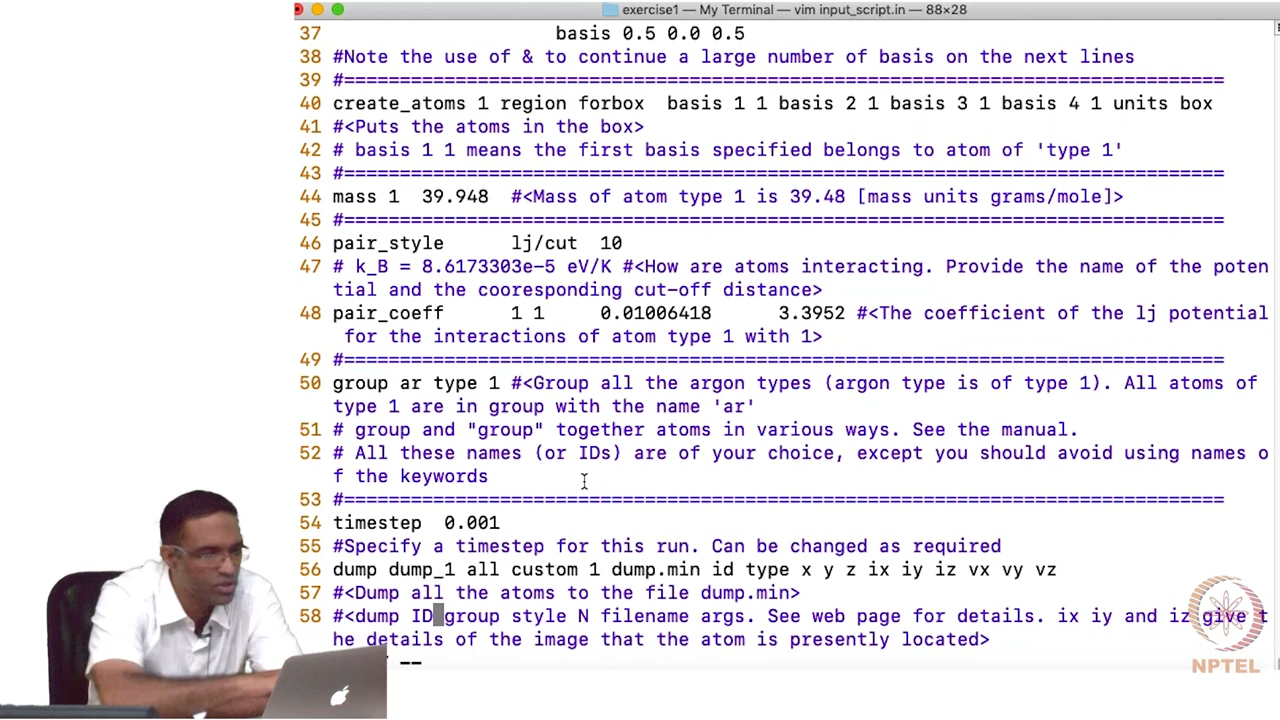 exercise1 — My Terminal — vim input_script.in — 88×28
37                    basis 0.5 0.0 0.5
38 #Note the use of & to continue a large number of basis on the next lines
39 #================================================================================
40 create_atoms 1 region forbox  basis 1 1 basis 2 1 basis 3 1 basis 4 1 units box
41 #<Puts the atoms in the box>
42 # basis 1 1 means the first basis specified belongs to atom of 'type 1'
43 #================================================================================
44 mass 1  39.948  #<Mass of atom type 1 is 39.48 [mass units grams/mole]>
45 #================================================================================
46 pair_style      lj/cut  10
47 # k_B = 8.6173303e-5 eV/K #<How are atoms interacting. Provide the name of the poten
tial and the cooresponding cut-off distance>
48 pair_coeff      1 1     0.01006418      3.3952 #<The coefficient of the lj potential
 for the interactions of atom type 1 with 1>
49 #================================================================================
50 group ar type 1 #<Group all the argon types (argon type is of type 1). All atoms of
type 1 are in group with the name 'ar'
51 # group and "group" together atoms in various ways. See the manual.
52 # All these names (or IDs) are of your choice, except you should avoid using names o
f the keywords
53 #================================================================================
54 timestep  0.001
55 #Specify a timestep for this run. Can be changed as required
56 dump dump_1 all custom 1 dump.min id type x y z ix iy iz vx vy vz
57 #<Dump all the atoms to the file dump.min>
58 #<dump ID group style N filename args. See web page for details. ix iy and iz give t
he details of the image that the atom is presently located>
NPTEL